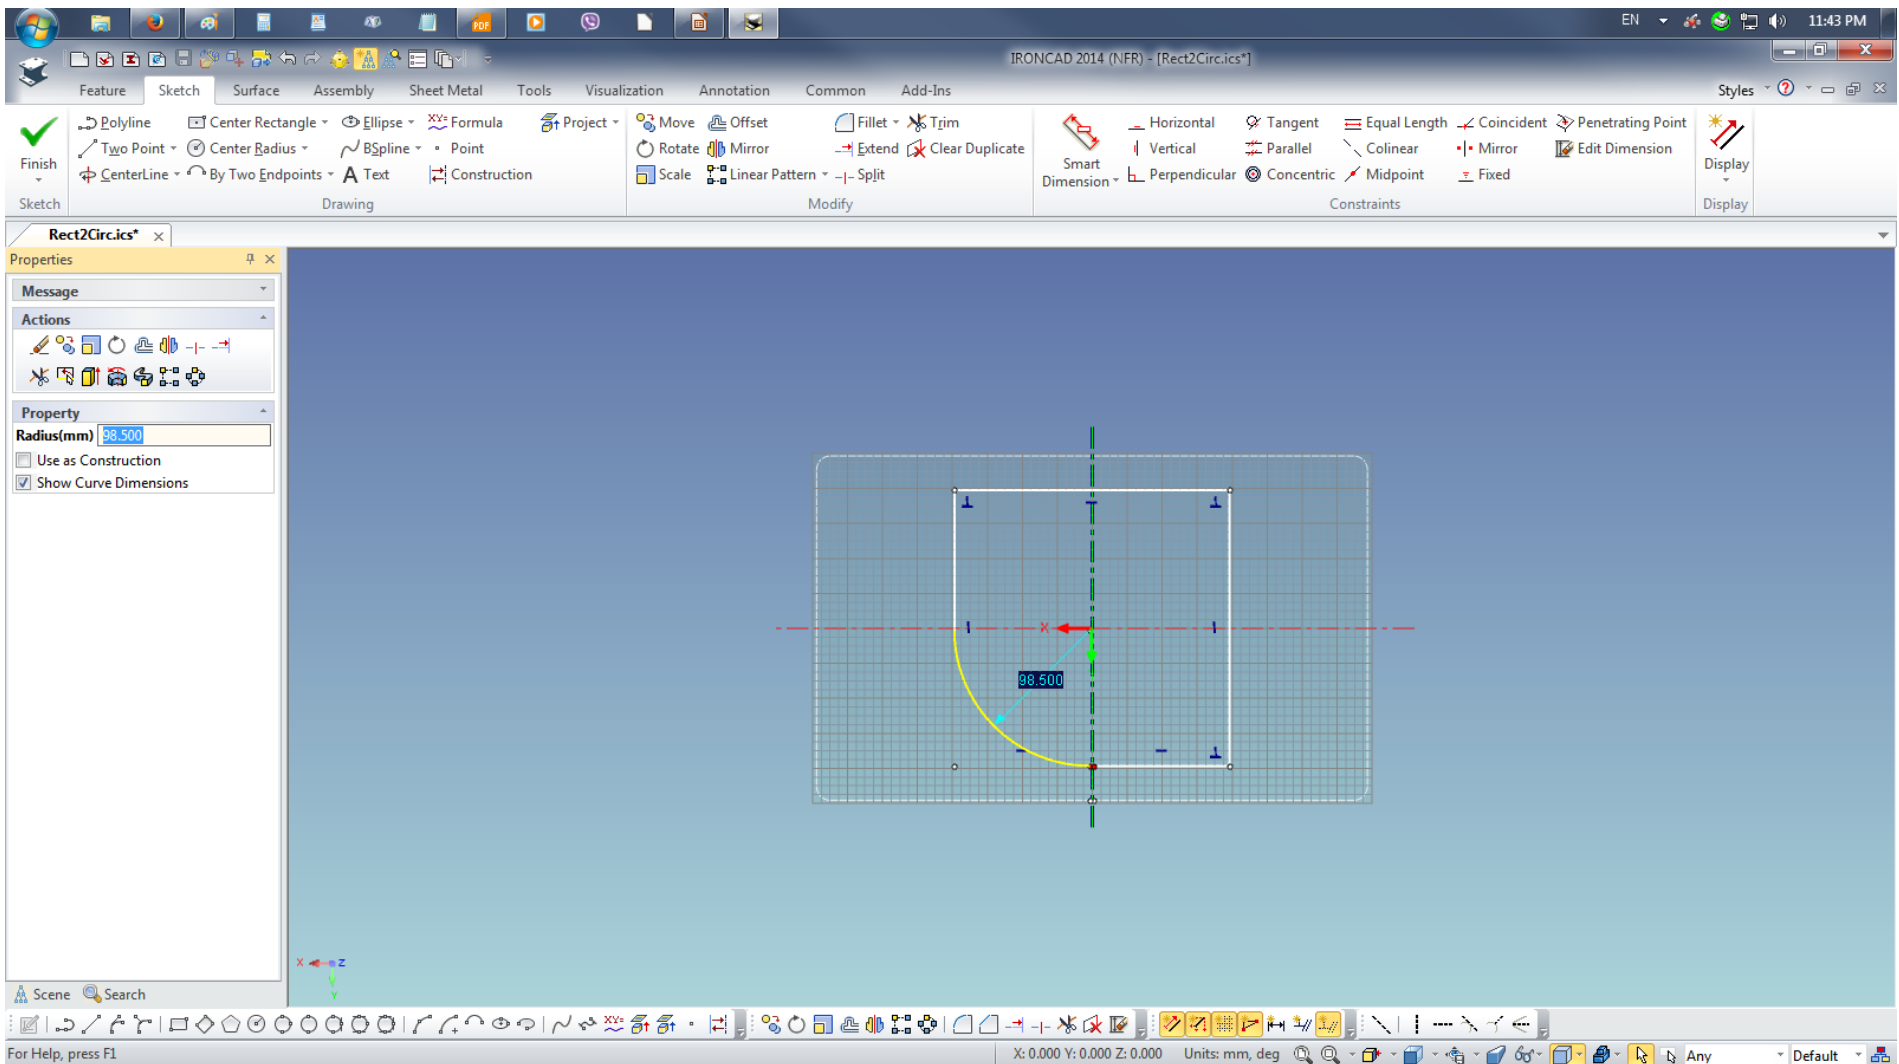 EN 11:43 PM
IRONCAD 2014 (NFR) - [Rect2Circ.ics*]
Feature Sketch Surface Assembly Sheet Metal Tools Visualization Annotation Common Add-Ins Styles
Polyline Center Rectangle Ellipse XY= Formula Project Move Offset Fillet Trim Horizontal Tangent Equal Length Coincident Penetrating Point
Two Point Center Radius BSpline Point Rotate Mirror Extend Clear Duplicate Vertical Parallel Colinear Mirror Edit Dimension
Finish Smart Dimension Display
CenterLine By Two Endpoints A Text Construction Scale Linear Pattern Split Perpendicular Concentric Midpoint Fixed
Sketch Drawing Modify Constraints Display
Rect2Circ.ics*
Properties
Message
Actions
Property
Radius(mm) 98.500
Use as Construction
Show Curve Dimensions
X
98.500
X Z
Y
Scene Search
For Help, press F1 X: 0.000 Y: 0.000 Z: 0.000 Units: mm, deg Any Default